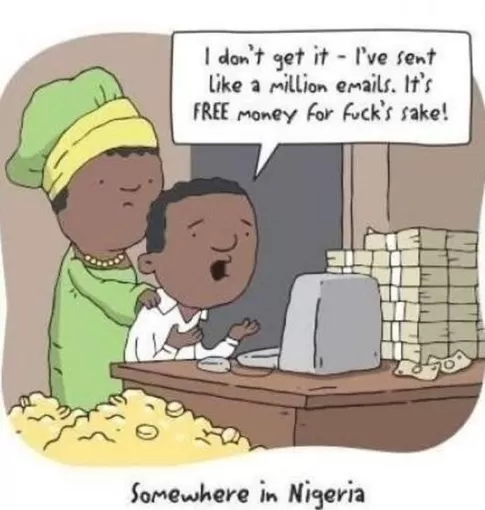 I don't get it - I've sent
like a million emails. It's
FREE money for fuck's sake!
Somewhere in Nigeria